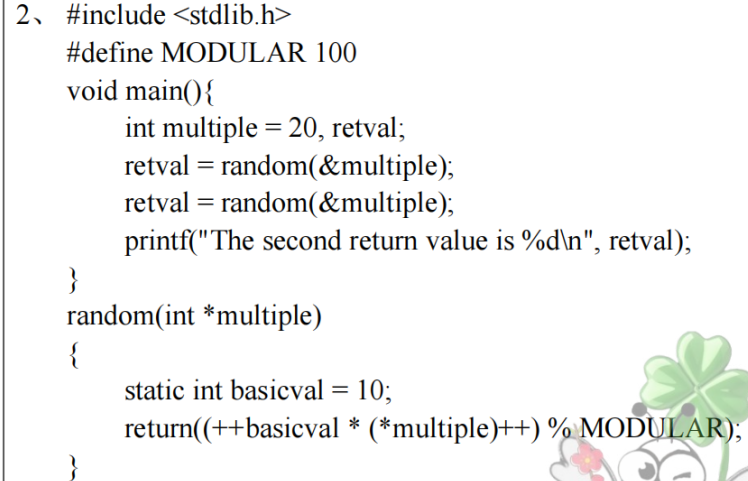 2、 #include <stdlib.h>
#define MODULAR 100
void main(){
int multiple = 20, retval;
retval = random(&multiple);
retval = random(&multiple);
printf("The second return value is %d\n", retval);
}
random(int *multiple)
{
static int basicval = 10;
return((++basicval * (*multiple)++) % MODULAR);
}